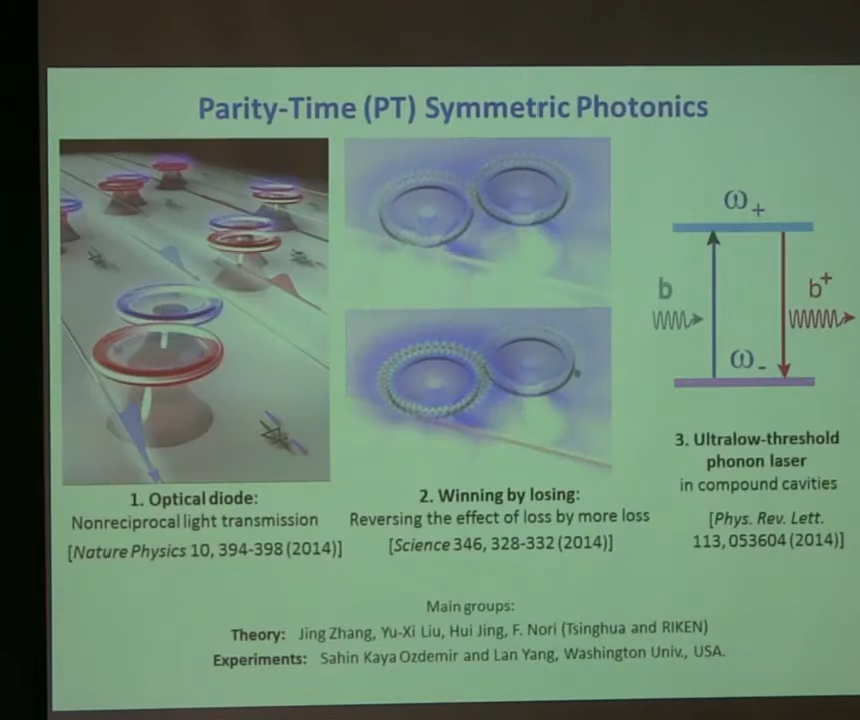 Parity-Time (PT) Symmetric Photonics
ω+
b
b+
ω-
1. Optical diode:
Nonreciprocal light transmission
[Nature Physics 10, 394-398 (2014)]
2. Winning by losing:
Reversing the effect of loss by more loss
[Science 346, 328-332 (2014)]
3. Ultralow-threshold
phonon laser
in compound cavities
[Phys. Rev. Lett.
113, 053604 (2014)]
Main groups:
Theory: Jing Zhang, Yu-Xi Liu, Hui Jing, F. Nori (Tsinghua and RIKEN)
Experiments: Sahin Kaya Ozdemir and Lan Yang, Washington Univ., USA.